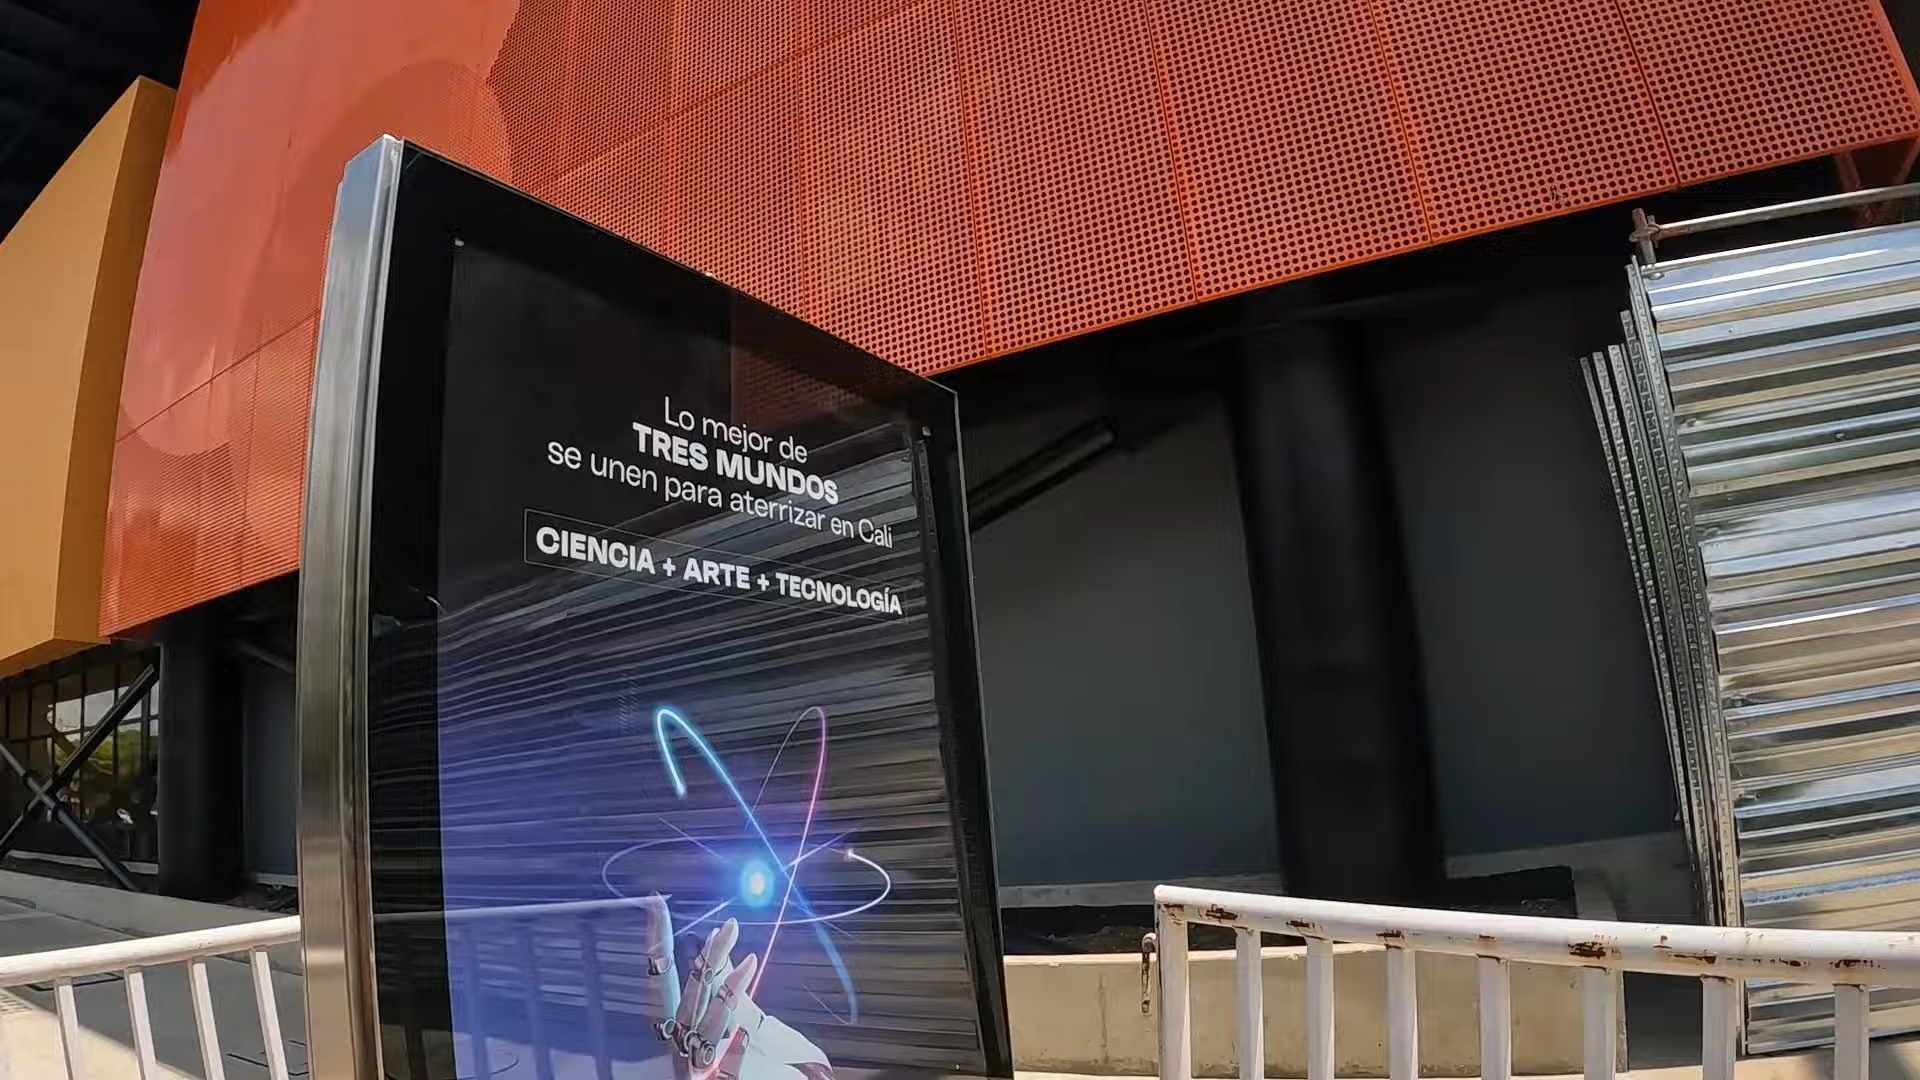 Lo mejor de
TRES MUNDOS
se unen para aterrizar en Cali
CIENCIA + ARTE + TECNOLOGÍA